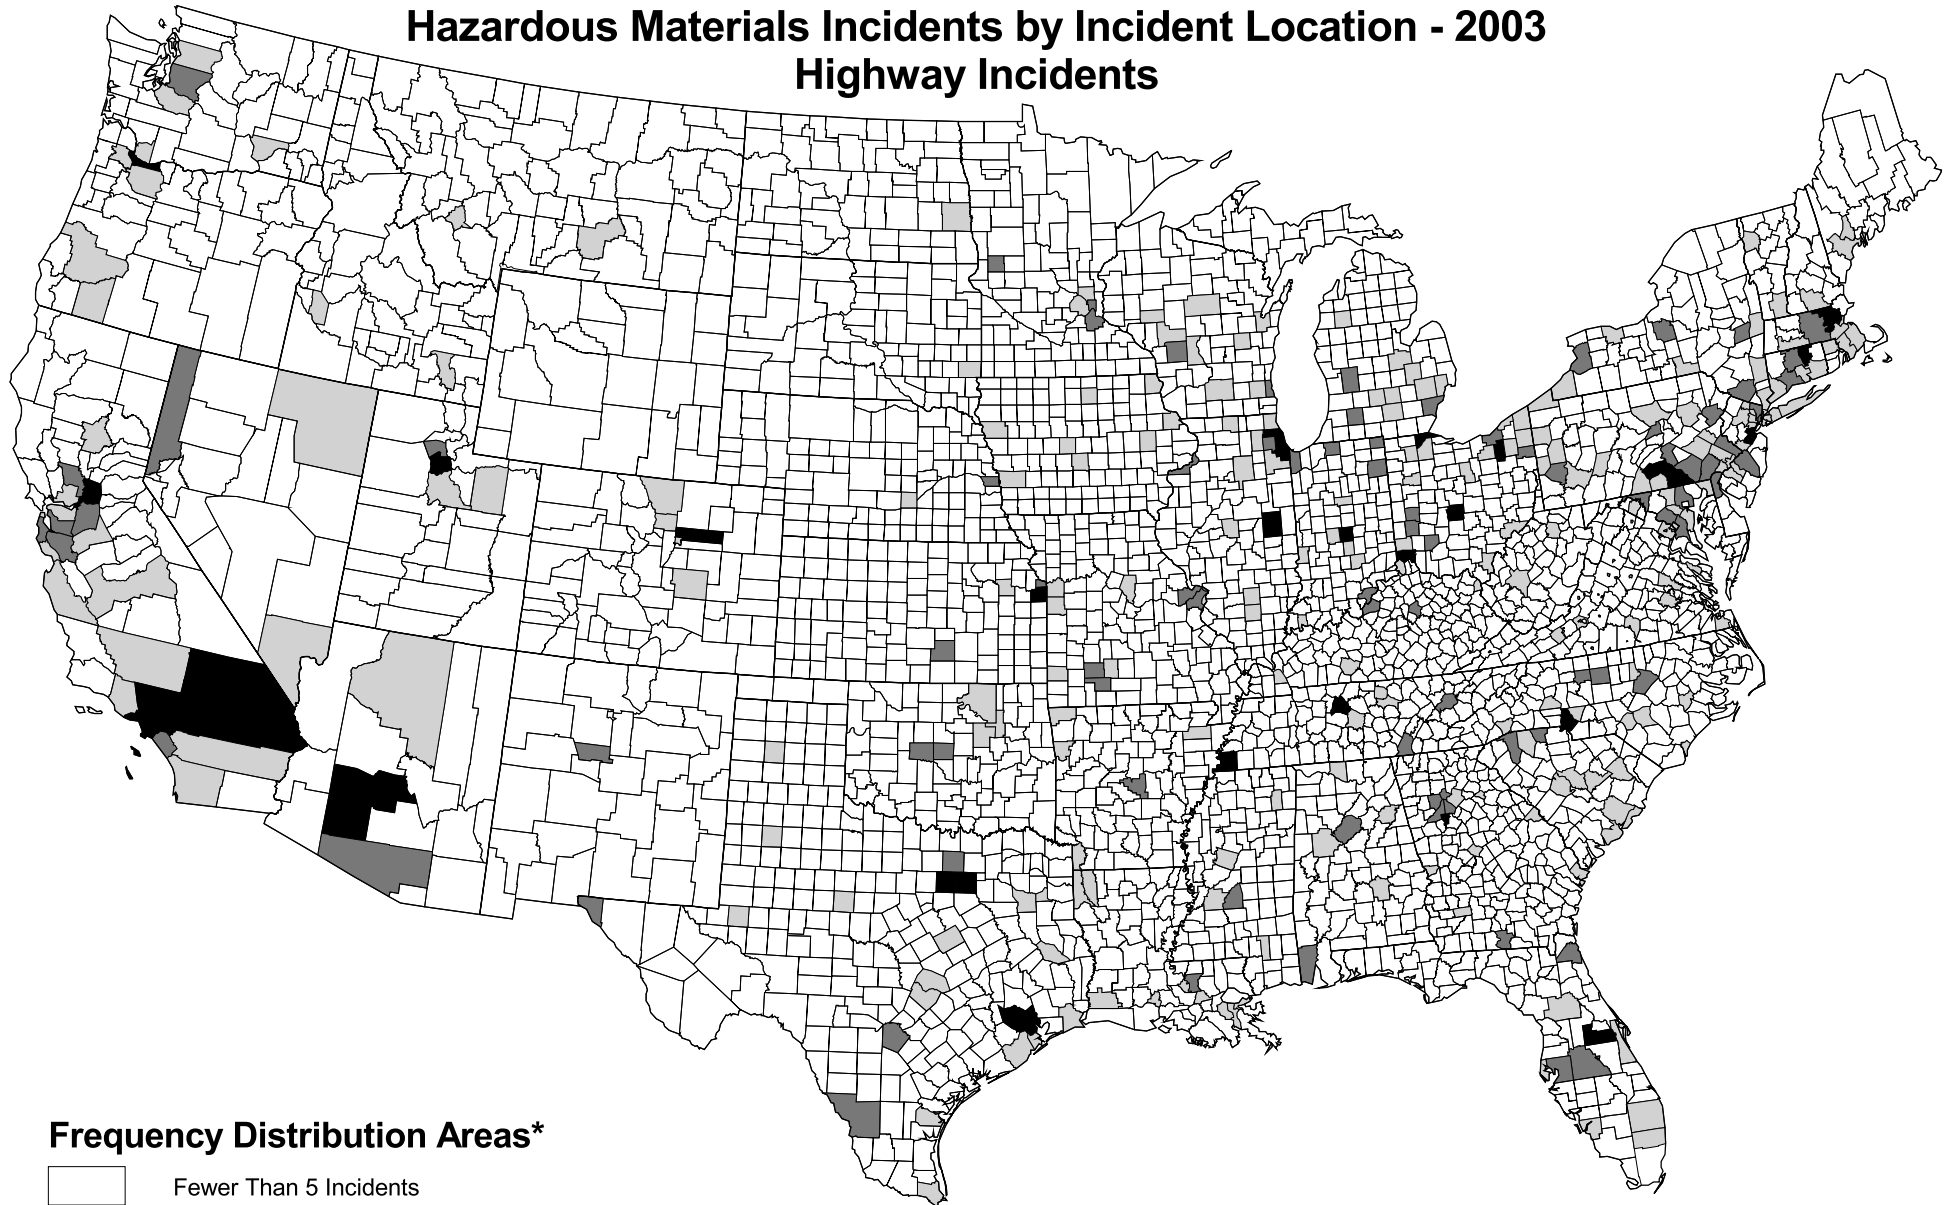 Hazardous Materials Incidents by Incident Location - 2003
Highway Incidents
Frequency Distribution Areas*
Fewer Than 5 Incidents